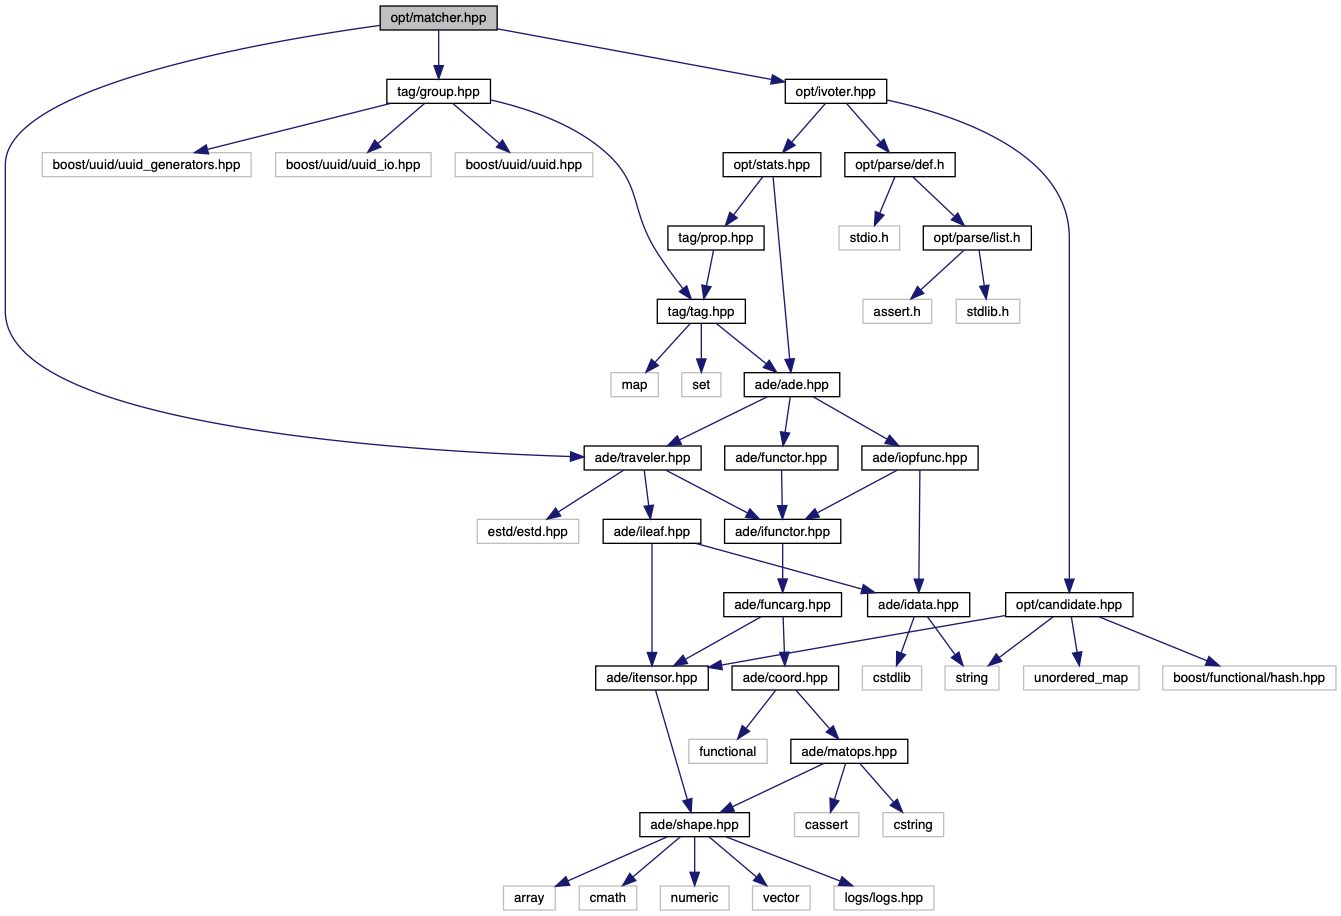 opt/matcher.hpp
tag/group.hpp
opt/ivoter.hpp
boost/uuid/uuid_generators.hpp
boost/uuid/uuid_io.hpp
boost/uuid/uuid.hpp
opt/stats.hpp
opt/parse/def.h
tag/prop.hpp
stdio.h
opt/parse/list.h
tag/tag.hpp
assert.h
stdlib.h
map
set
ade/ade.hpp
ade/traveler.hpp
ade/functor.hpp
ade/iopfunc.hpp
estd/estd.hpp
ade/ileaf.hpp
ade/ifunctor.hpp
ade/funcarg.hpp
ade/idata.hpp
opt/candidate.hpp
ade/itensor.hpp
ade/coord.hpp
cstdlib
string
unordered_map
boost/functional/hash.hpp
functional
ade/matops.hpp
ade/shape.hpp
cassert
cstring
array
cmath
numeric
vector
logs/logs.hpp